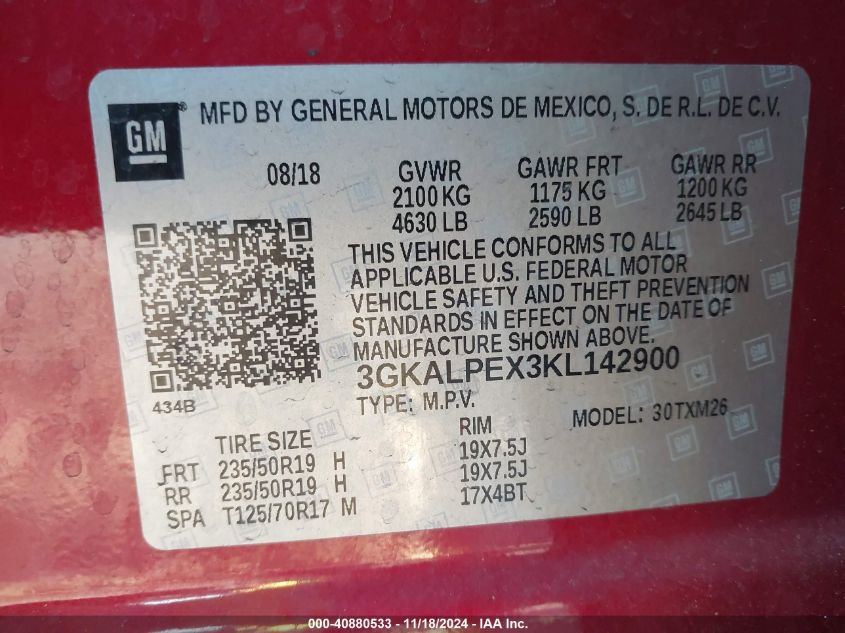 GM
MFD BY GENERAL MOTORS DE MEXICO, S. DE R.L. DE C.V.
08/18 GVWR GAWR FRT GAWR RR
2100 KG 1175 KG 1200 KG
4630 LB 2590 LB 2645 LB
THIS VEHICLE CONFORMS TO ALL
APPLICABLE U.S. FEDERAL MOTOR
VEHICLE SAFETY AND THEFT PREVENTION
STANDARDS IN EFFECT ON THE DATE OF
MANUFACTURE SHOWN ABOVE.
3GKALPEX3KL142900
434B
TYPE: M.P.V. MODEL: 30TXM26
TIRE SIZE RIM
FRT 235/50R19 H 19X7.5J
RR 235/50R19 H 19X7.5J
SPA T125/70R17 M 17X4BT
000-40880533 - 11/18/2024 - IAA Inc.